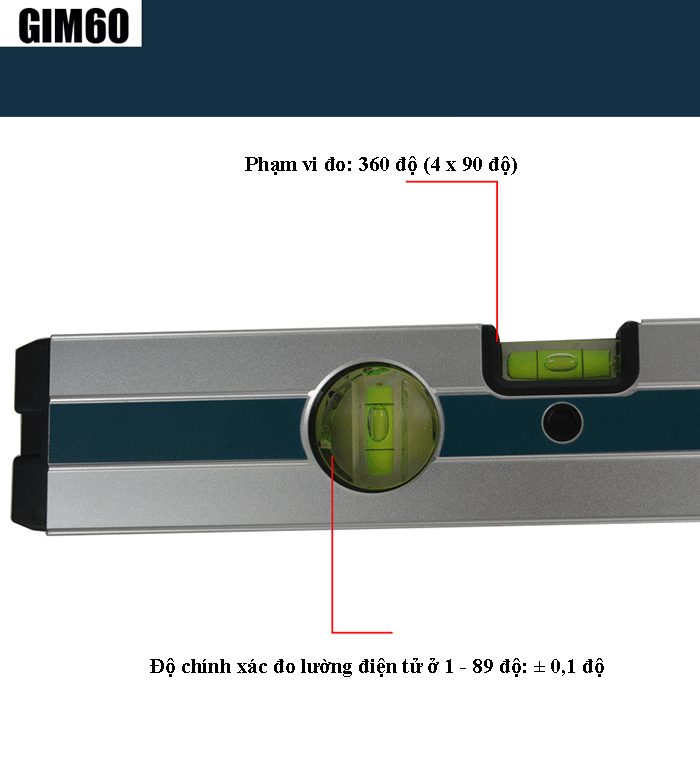 GIM60
Phạm vi đo: 360 độ (4 x 90 độ)
Độ chính xác đo lường điện tử ở 1 - 89 độ: ± 0,1 độ